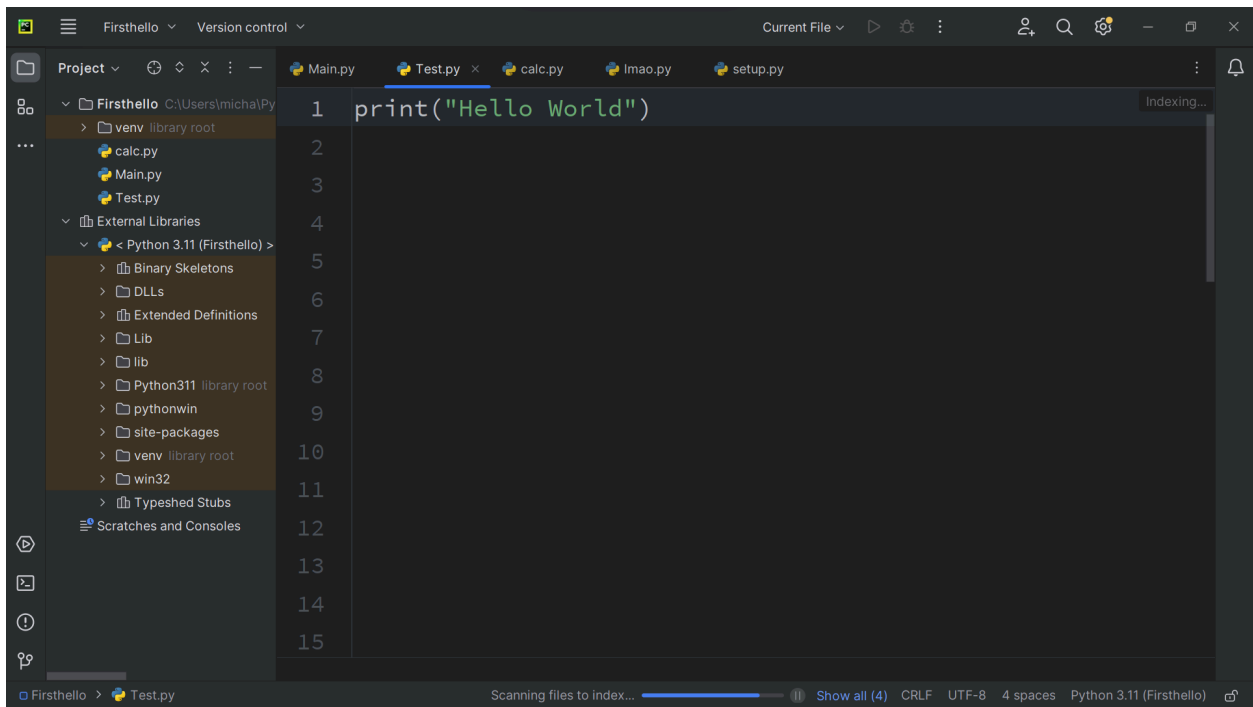 PC
Firsthello
Version control
Current File
Project
Main.py
Test.py
calc.py
lmao.py
setup.py
Firsthello C:\Users\micha\Py
venv library root
calc.py
Main.py
Test.py
External Libraries
< Python 3.11 (Firsthello) >
Binary Skeletons
DLLs
Extended Definitions
Lib
lib
Python311 library root
pythonwin
site-packages
venv library root
win32
Typeshed Stubs
Scratches and Consoles
1 print("Hello World")
Indexing...
2
3
4
5
6
7
8
9
10
11
12
13
14
15
Firsthello > Test.py
Scanning files to index...
Show all (4)
CRLF
UTF-8
4 spaces
Python 3.11 (Firsthello)